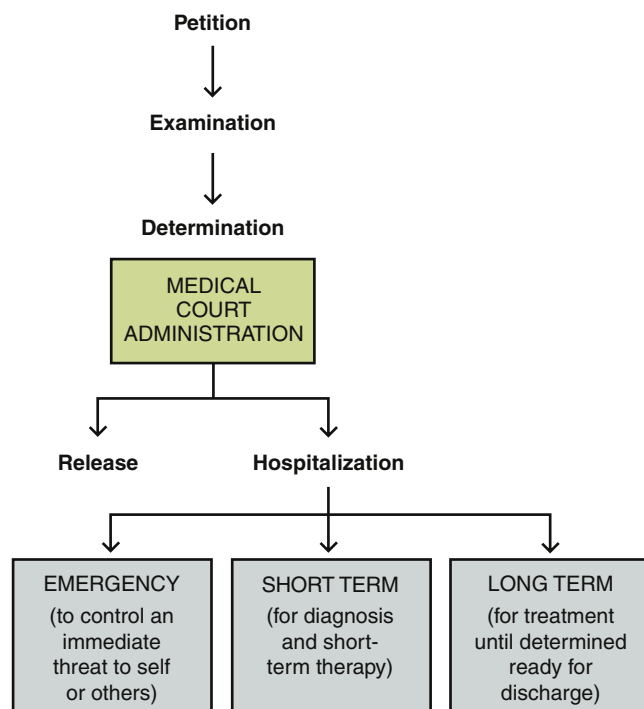 Petition
Examination
Determination
MEDICAL
COURT
ADMINISTRATION
Release
Hospitalization
EMERGENCY
(to control an
immediate
threat to self
or others)
SHORT TERM
(for diagnosis
and short-
term therapy)
LONG TERM
(for treatment
until determined
ready for
discharge)